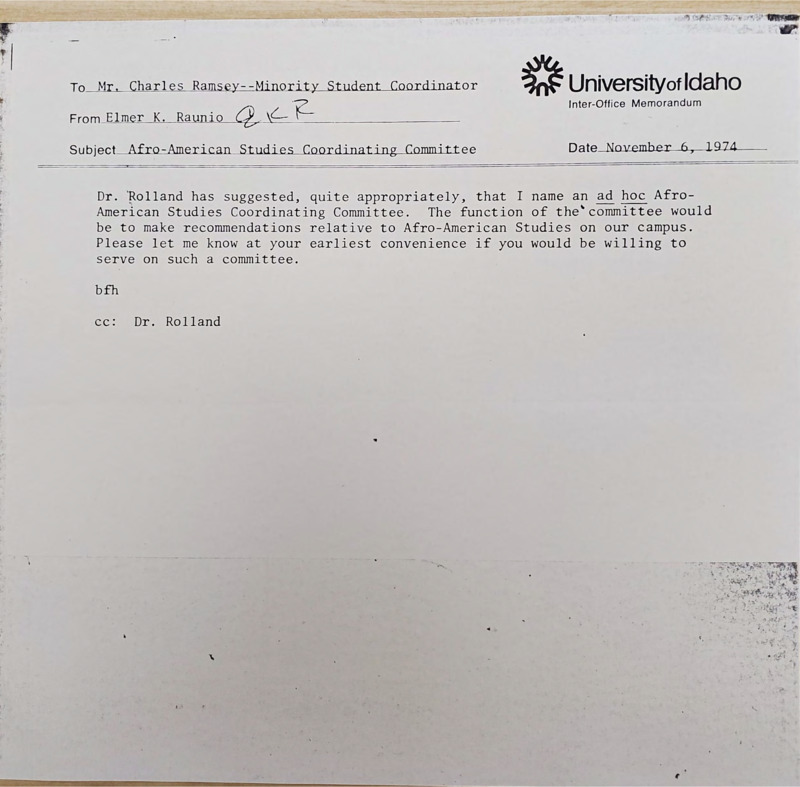 To Mr. Charles Ramsey--Minority Student Coordinator
University of Idaho
Inter-Office Memorandum
From Elmer K. Raunio EKR
Subject Afro-American Studies Coordinating Committee
Date November 6, 1974
Dr. Rolland has suggested, quite appropriately, that I name an ad hoc Afro-
American Studies Coordinating Committee. The function of the committee would
be to make recommendations relative to Afro-American Studies on our campus.
Please let me know at your earliest convenience if you would be willing to
serve on such a committee.
bfh
cc: Dr. Rolland